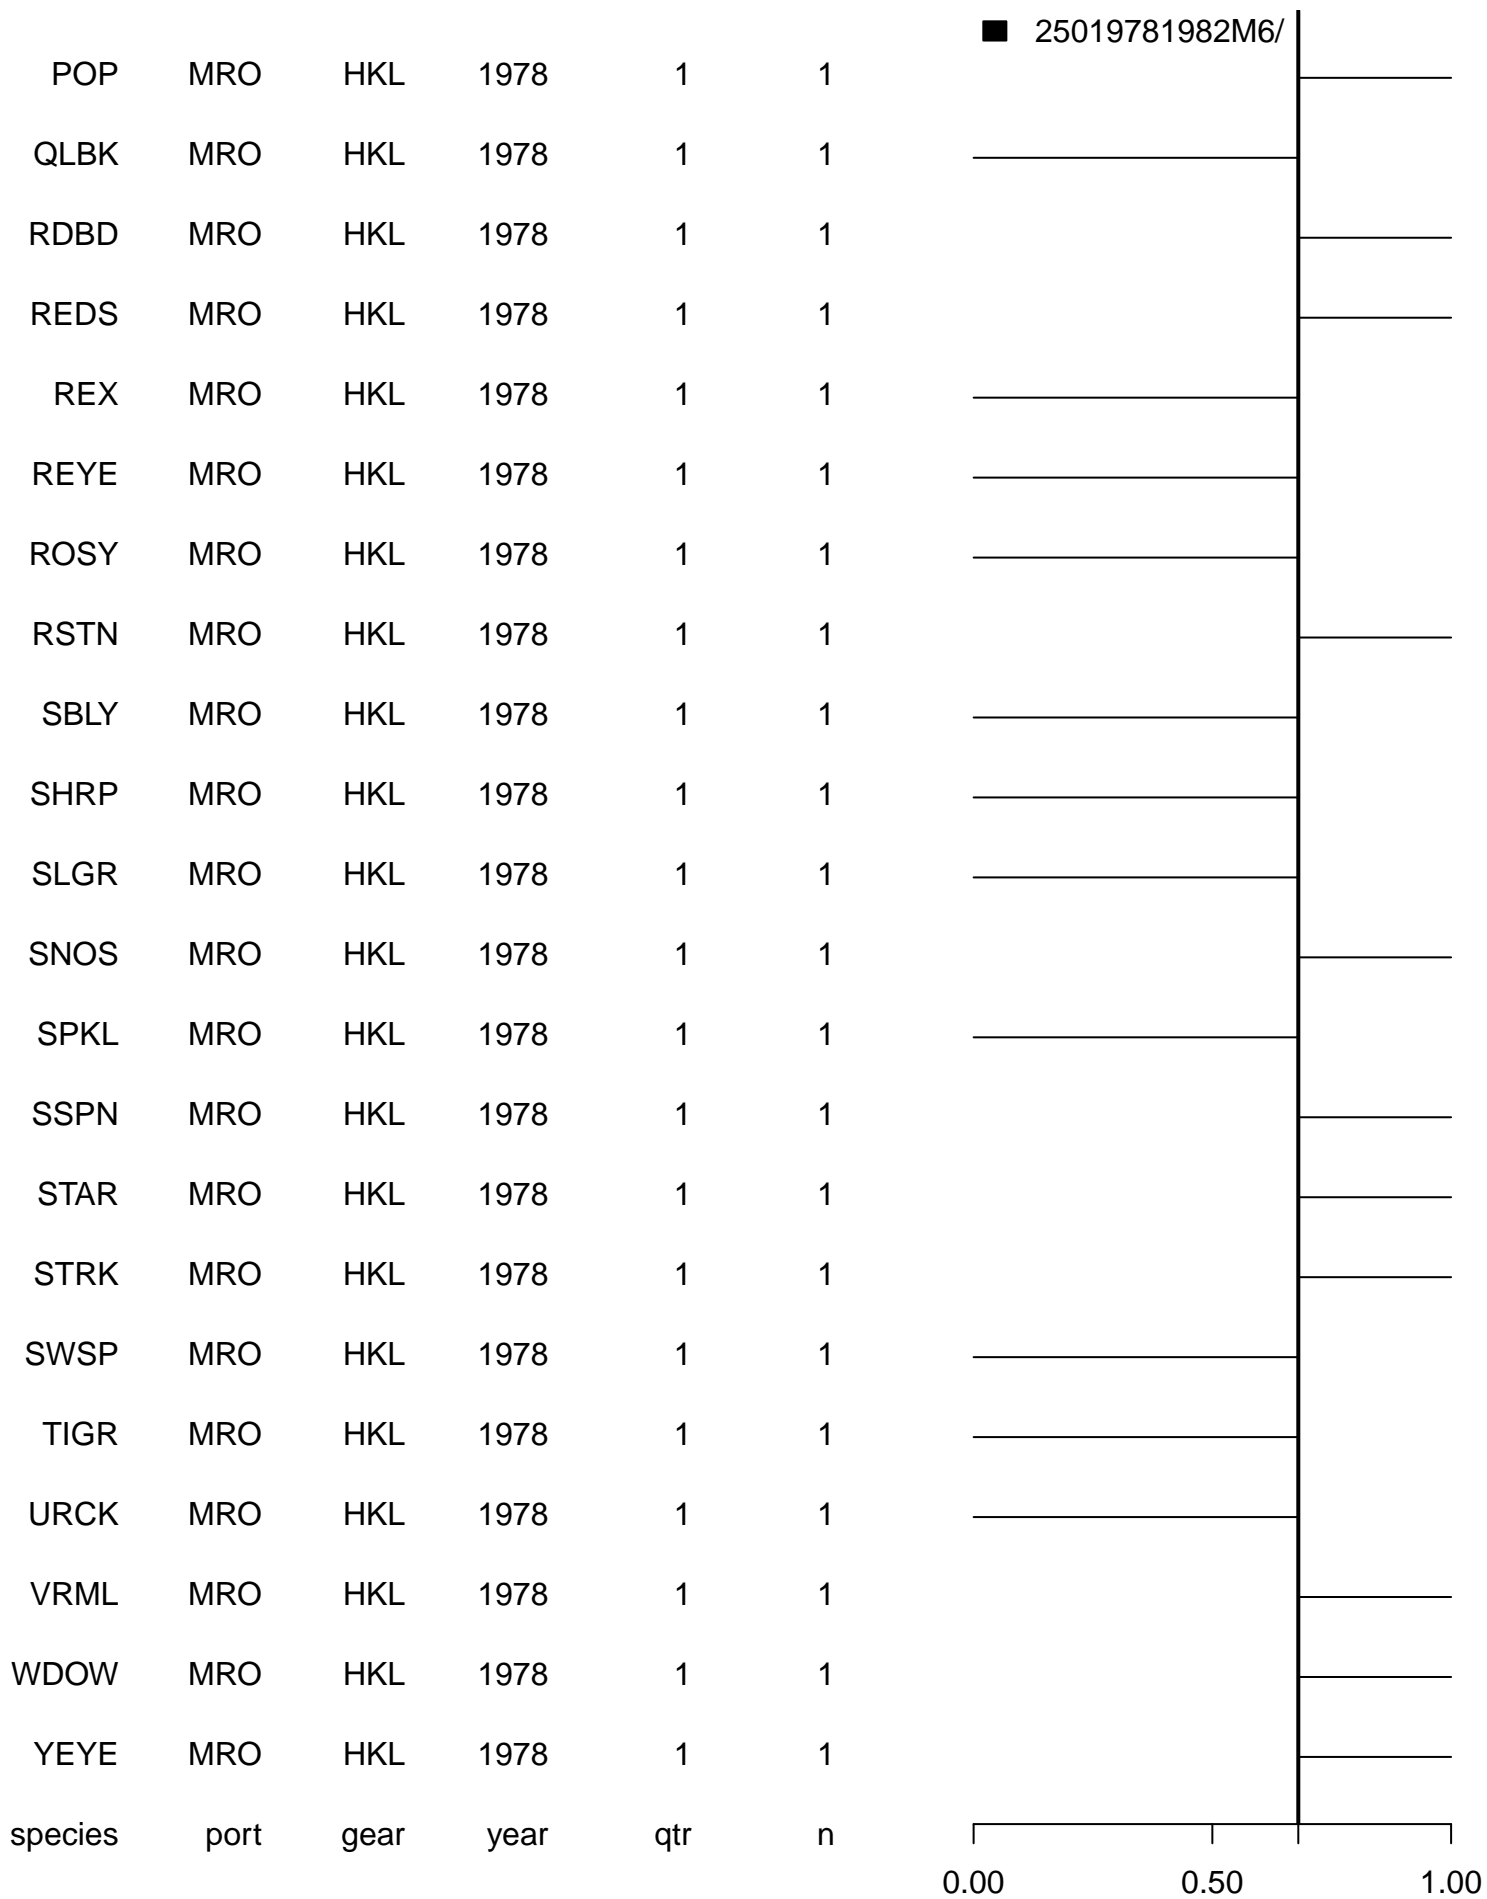 25019781982M6/
POP MRO HKL 1978 1 1
QLBK MRO HKL 1978 1 1
RDBD MRO HKL 1978 1 1
REDS MRO HKL 1978 1 1
REX MRO HKL 1978 1 1
REYE MRO HKL 1978 1 1
ROSY MRO HKL 1978 1 1
RSTN MRO HKL 1978 1 1
SBLY MRO HKL 1978 1 1
SHRP MRO HKL 1978 1 1
SLGR MRO HKL 1978 1 1
SNOS MRO HKL 1978 1 1
SPKL MRO HKL 1978 1 1
SSPN MRO HKL 1978 1 1
STAR MRO HKL 1978 1 1
STRK MRO HKL 1978 1 1
SWSP MRO HKL 1978 1 1
TIGR MRO HKL 1978 1 1
URCK MRO HKL 1978 1 1
VRML MRO HKL 1978 1 1
WDOW MRO HKL 1978 1 1
YEYE MRO HKL 1978 1 1
species port gear year qtr n
0.00 0.50 1.00